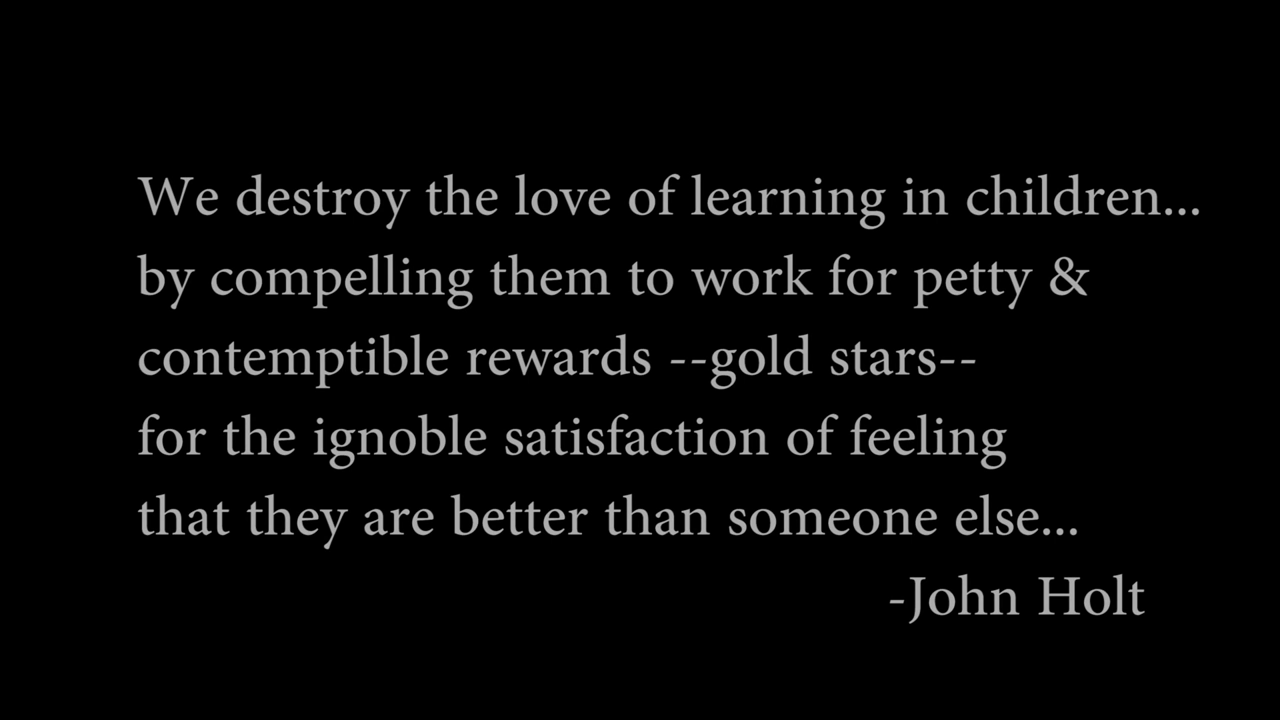 We destroy the love of learning in children...
by compelling them to work for petty &
contemptible rewards --gold stars--
for the ignoble satisfaction of feeling
that they are better than someone else...
-John Holt